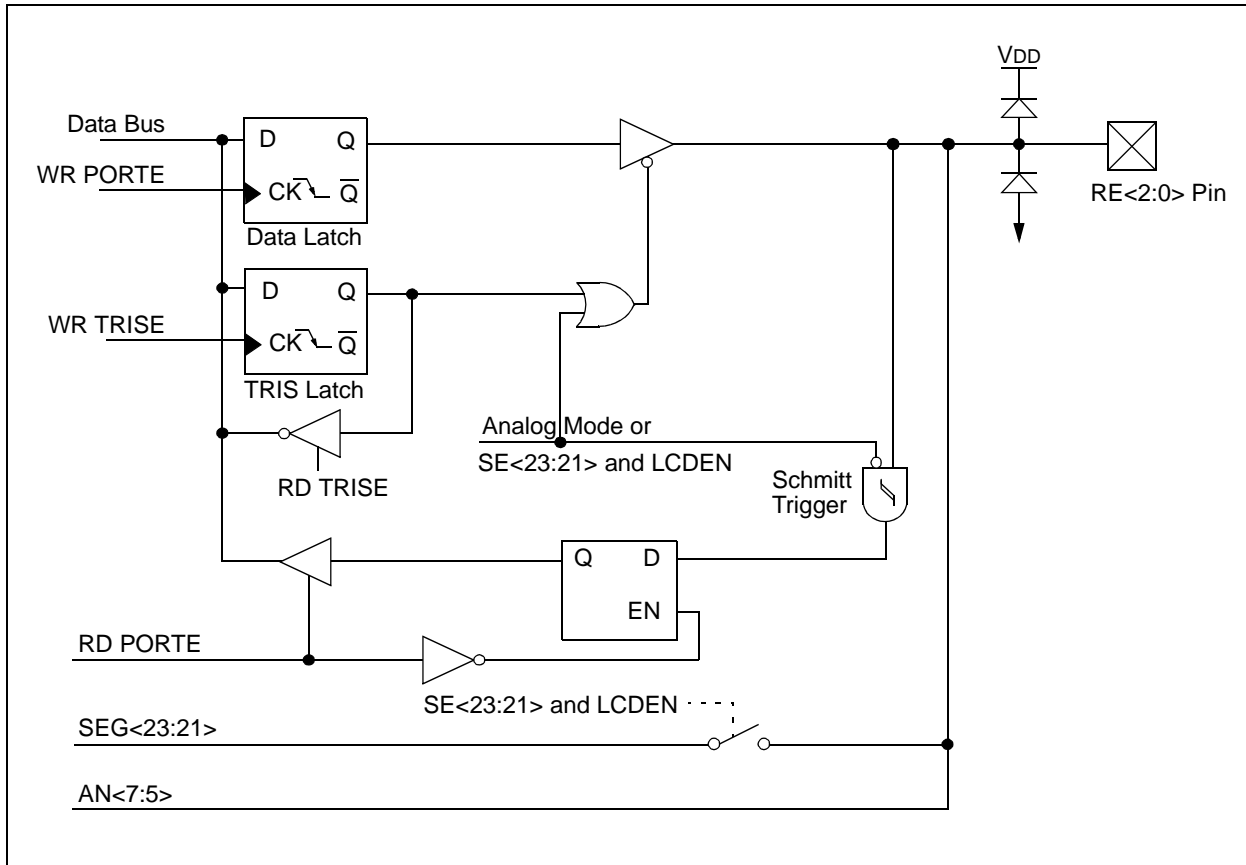 VDD
Data Bus
D Q
WR PORTE
CK Q
RE<2:0> Pin
Data Latch
D Q
WR TRISE
CK Q
TRIS Latch
Analog Mode or
SE<23:21> and LCDEN
RD TRISE
Schmitt
Trigger
Q D
EN
RD PORTE
SE<23:21> and LCDEN
SEG<23:21>
AN<7:5>